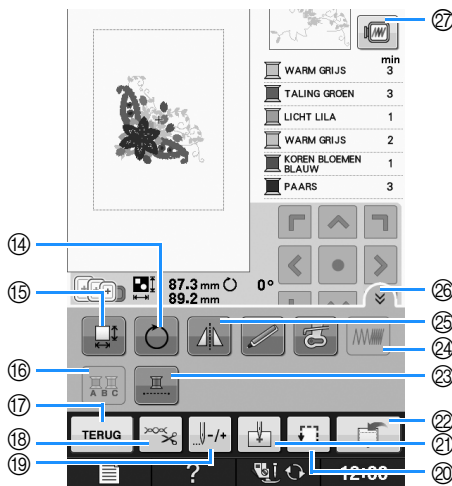 ㉗
min
WARM GRIJS 3
TALING GROEN 3
LICHT LILA 1
WARM GRIJS 2
KOREN BLOEMEN
BLAUW 1
PAARS 3
⑭
⑮
87.3 mm 0°
89.2 mm
㉖
㉕
㉔
⑯
A B C
㉓
⑰
TERUG
-/+
㉒
⑱
⑲
㉑
⑳
?
12:00